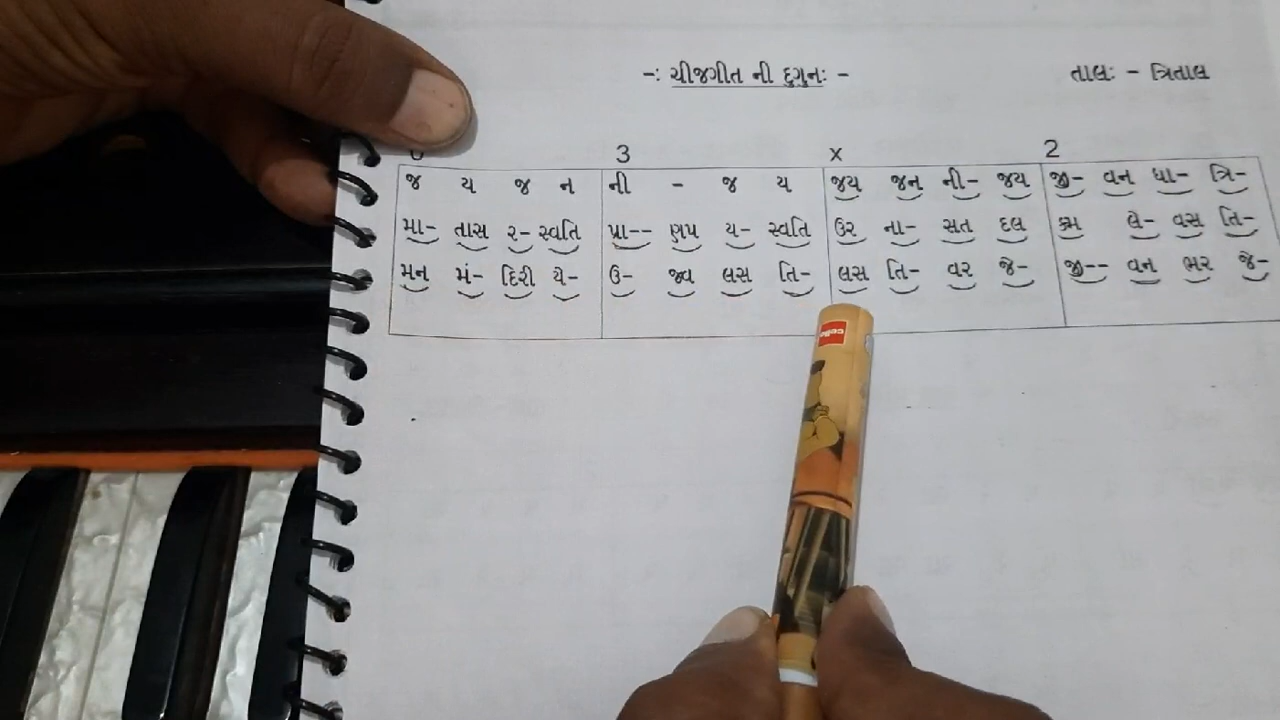 -: ચીજગીત ની દુગુનઃ - તાલઃ - ત્રિતાલ
0 3 x 2
જ ય જ ન ની - જ ય જય જન ની- જય જી- વન ધા- ત્રિ-
મા- તાસ ર- સ્વતિ પ્રા-- ણપ ય- સ્વતિ ઉર ના- સત દલ ક્મ લે- વસ તિ-
મન મં- દિરી યે- ઉ- જ્વ લસ તિ- લસ તિ- વર જે- જી-- વન ભર જે-